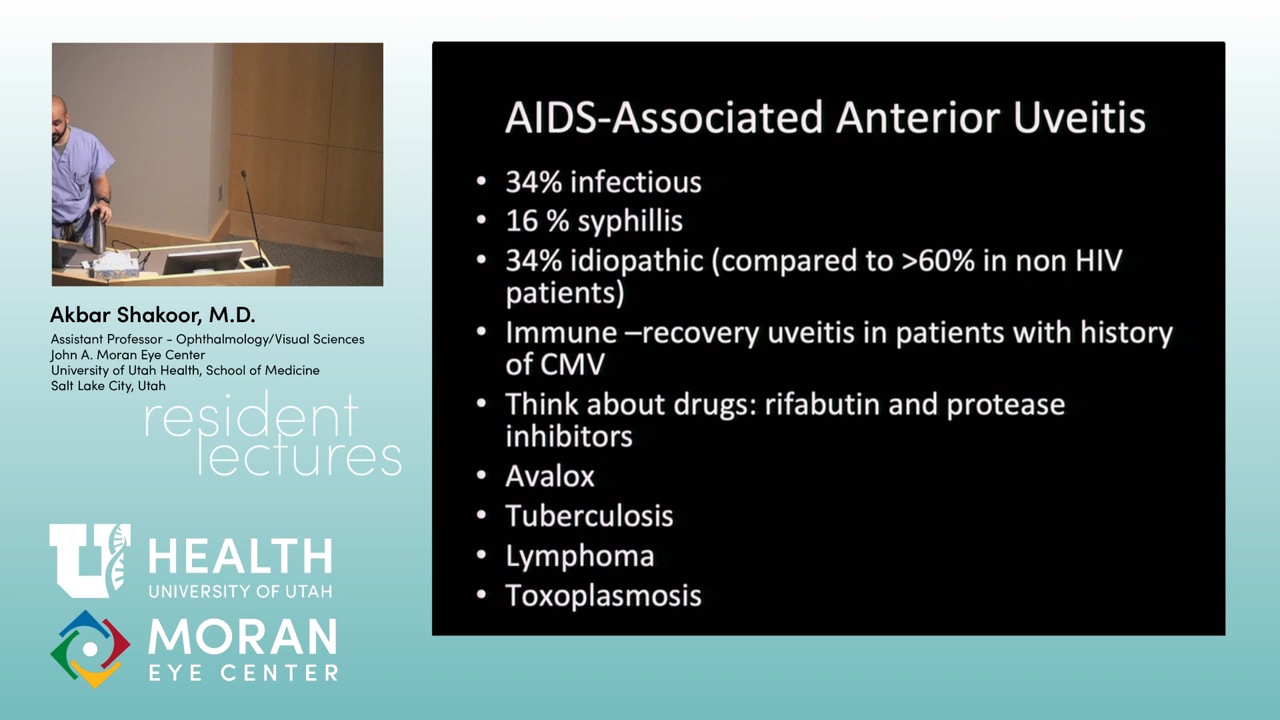 AIDS-Associated Anterior Uveitis
• 34% infectious
• 16 % syphillis
• 34% idiopathic (compared to >60% in non HIV
patients)
• Immune –recovery uveitis in patients with history
of CMV
• Think about drugs: rifabutin and protease
inhibitors
• Avalox
• Tuberculosis
• Lymphoma
• Toxoplasmosis
Akbar Shakoor, M.D.
Assistant Professor - Ophthalmology/Visual Sciences
John A. Moran Eye Center
University of Utah Health, School of Medicine
Salt Lake City, Utah
resident
lectures
U HEALTH
UNIVERSITY OF UTAH
MORAN
EYE CENTER